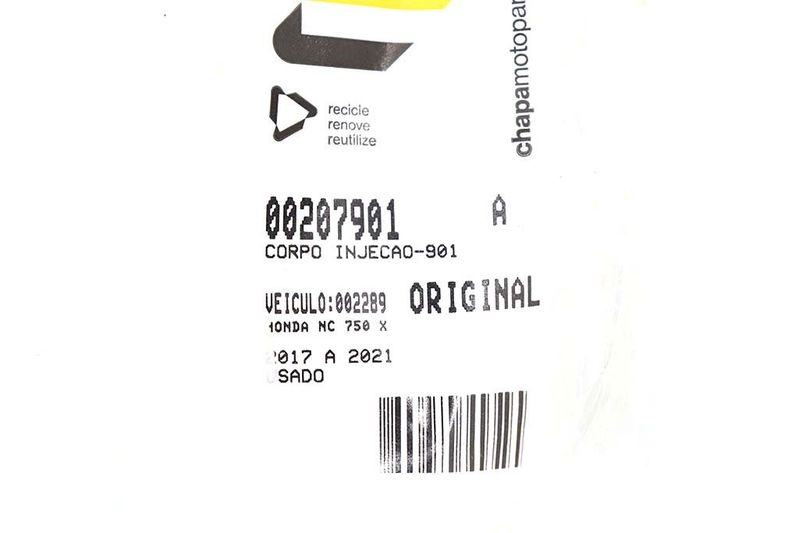 chapamotopar
recicle
renove
reutilize
00207901 A
CORPO INJECAO-901
VEICULO:002289 ORIGINAL
HONDA NC 750 X
2017 A 2021
USADO